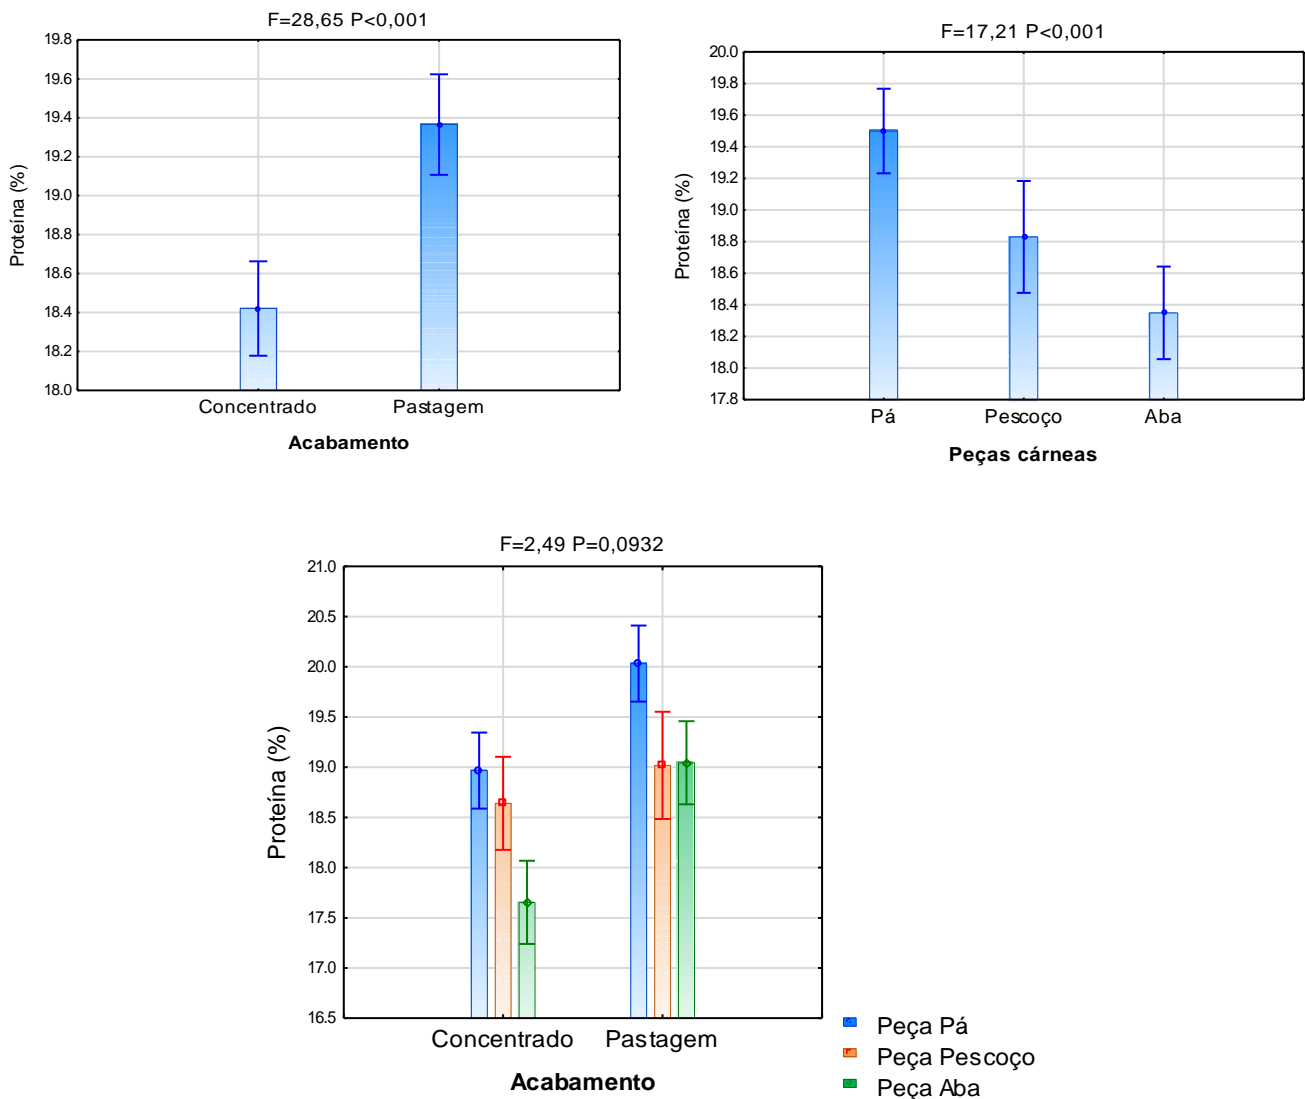 F=28,65 P<0,001
19.8
19.6
19.4
19.2
19.0
18.8
18.6
18.4
18.2
18.0
Proteína (%)
Concentrado Pastagem
Acabamento
F=17,21 P<0,001
20.0
19.8
19.6
19.4
19.2
19.0
18.8
18.6
18.4
18.2
18.0
17.8
Proteína (%)
Pá Pescoço Aba
Peças cárneas
F=2,49 P=0,0932
21.0
20.5
20.0
19.5
19.0
18.5
18.0
17.5
17.0
16.5
Proteína (%)
Concentrado Pastagem
Acabamento
Peça Pá
Peça Pescoço
Peça Aba